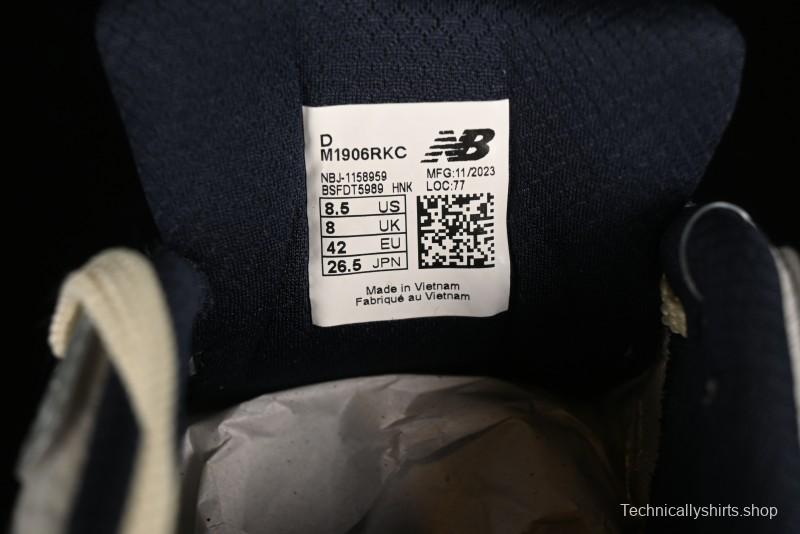 D
M1906RKC
NB
NBJ-1158959
BSFDT5989 HNK
MFG:11/2023
LOC:77
8.5 US
8 UK
42 EU
26.5 JPN
Made in Vietnam
Fabriqué au Vietnam
Technicallyshirts.shop